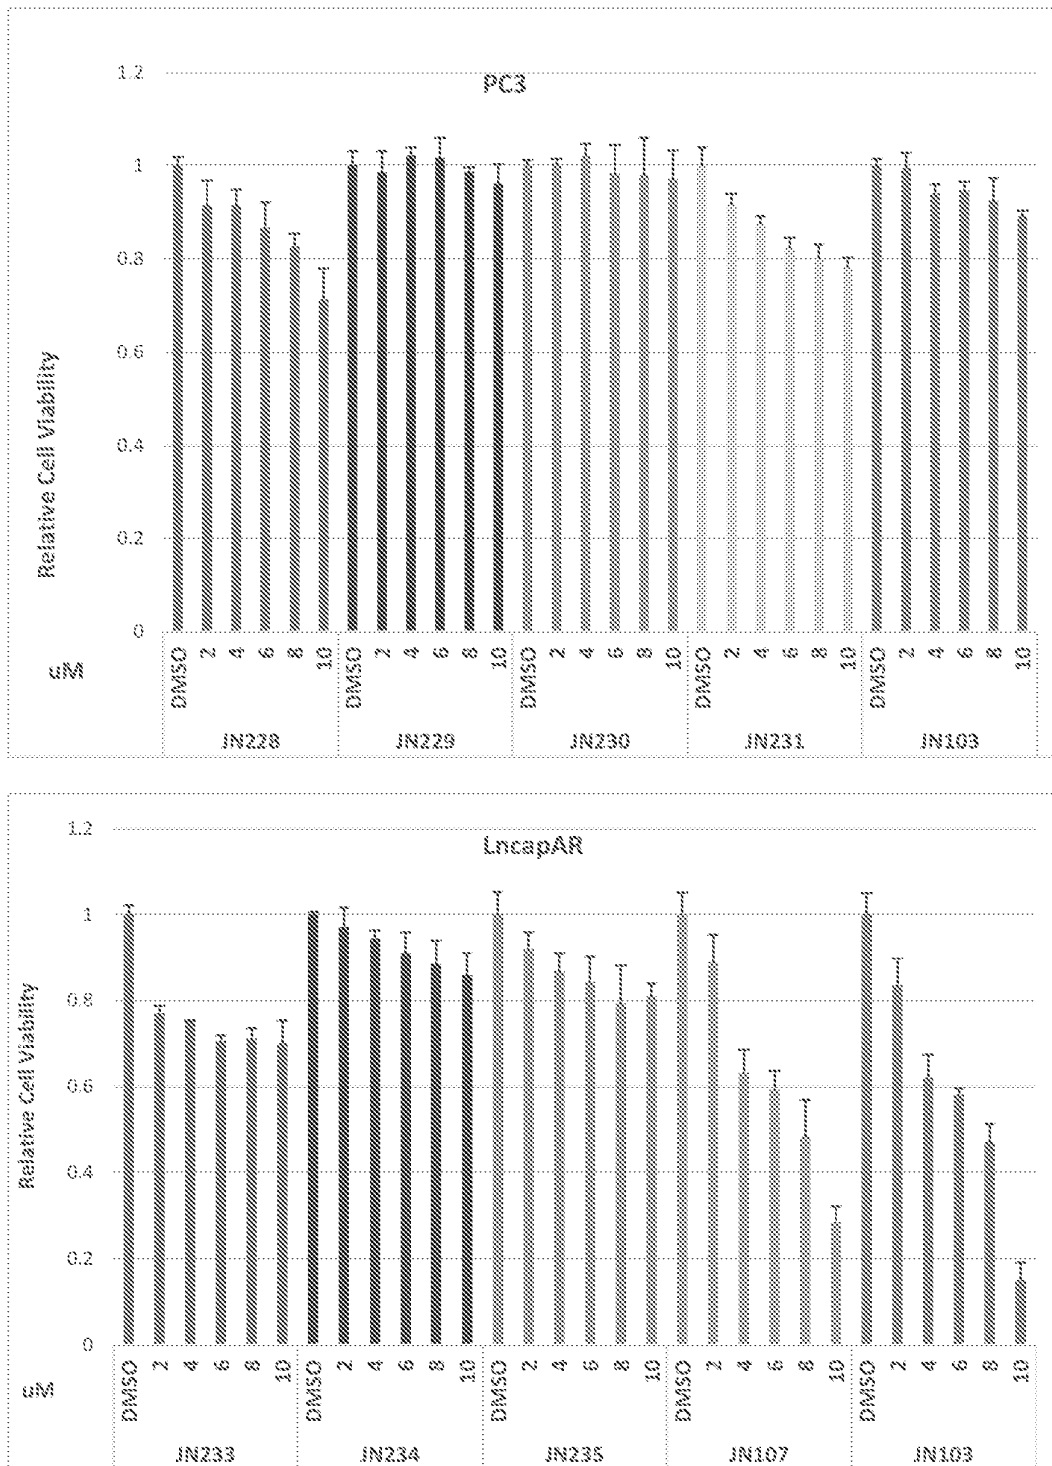 PC3
1.2
1
0.8
0.6
0.4
0.2
0
Relative Cell Viability
uM
DMSO 2 4 6 8 10 DMSO 2 4 6 8 10 DMSO 2 4 6 8 10 DMSO 2 4 6 8 10 DMSO 2 4 6 8 10
JN228 JN229 JN230 JN231 JN103
LncapAR
1.2
1
0.8
0.6
0.4
0.2
0
Relative Cell Viability
uM
DMSO 2 4 6 8 10 DMSO 2 4 6 8 10 DMSO 2 4 6 8 10 DMSO 2 4 6 8 10 DMSO 2 4 6 8 10
JN233 JN234 JN235 JN107 JN103